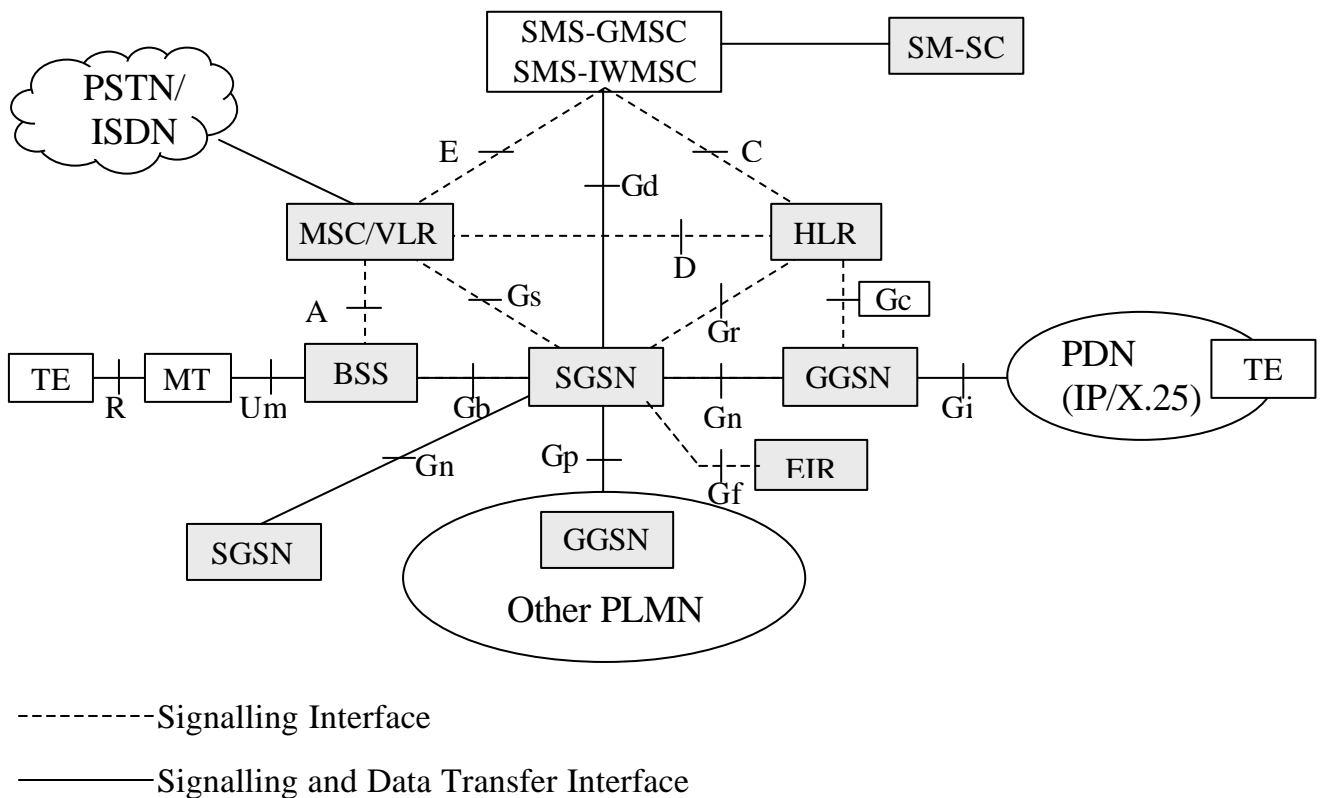 SMS-GMSC
SMS-IWMSC
SM-SC
PSTN/
ISDN
E
C
Gd
MSC/VLR
HLR
D
A
Gs
Gr
Gc
TE
R
MT
Um
BSS
Gb
SGSN
Gn
GGSN
Gi
PDN
(IP/X.25)
TE
Gn
Gp
Gf
EIR
SGSN
GGSN
Other PLMN
Signalling Interface
Signalling and Data Transfer Interface